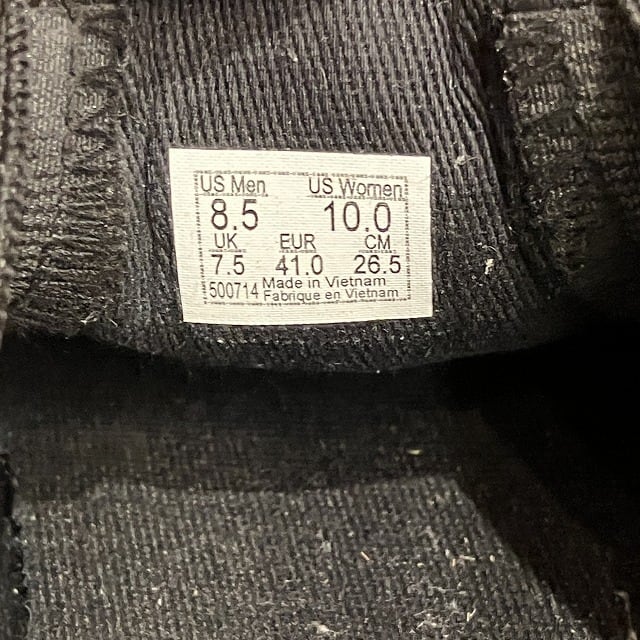 US Men US Women
8.5 10.0
UK EUR CM
7.5 41.0 26.5
500714 Made in Vietnam
Fabrique en Vietnam